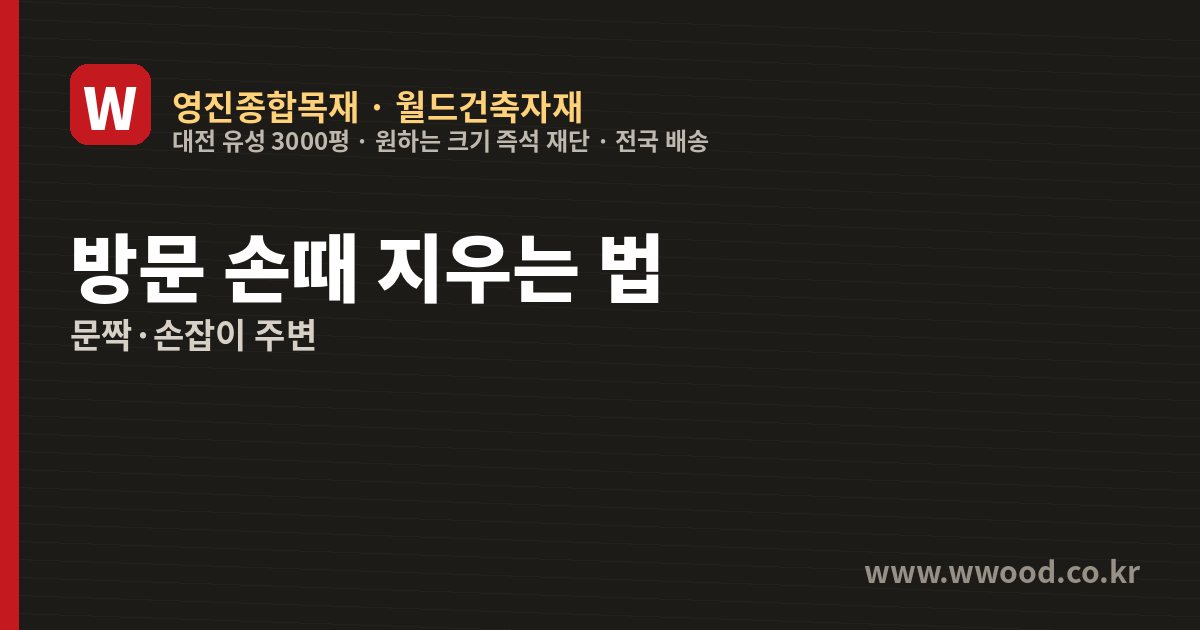 W
영진종합목재 · 월드건축자재
대전 유성 3000평 · 원하는 크기 즉석 재단 · 전국 배송
방문 손때 지우는 법
문짝·손잡이 주변
www.wwood.co.kr